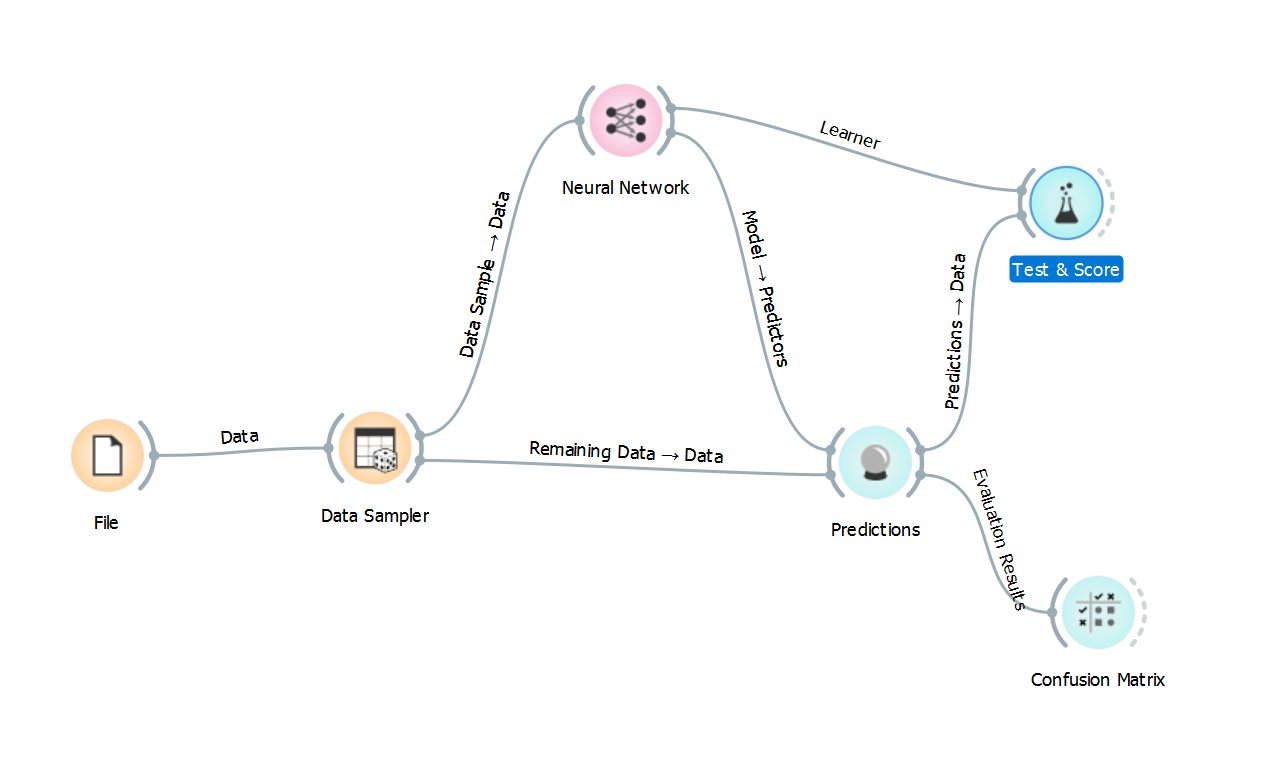 Learner
Neural Network
Data Sample → Data
Model → Predictors
Test & Score
Predictions → Data
Data
Remaining Data → Data
File
Data Sampler
Predictions
Evaluation Results
Confusion Matrix